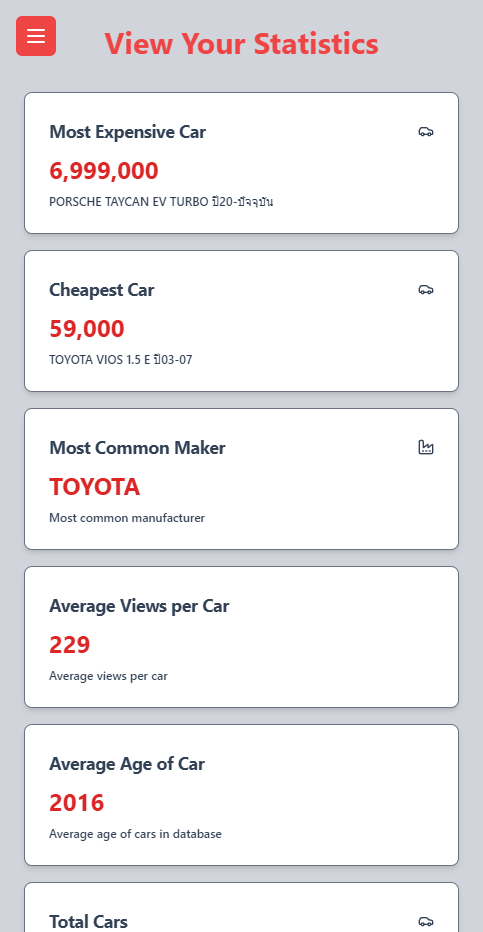 View Your Statistics
Most Expensive Car
6,999,000
PORSCHE TAYCAN EV TURBO ปี20-ปัจจุบัน
Cheapest Car
59,000
TOYOTA VIOS 1.5 E ปี03-07
Most Common Maker
TOYOTA
Most common manufacturer
Average Views per Car
229
Average views per car
Average Age of Car
2016
Average age of cars in database
Total Cars